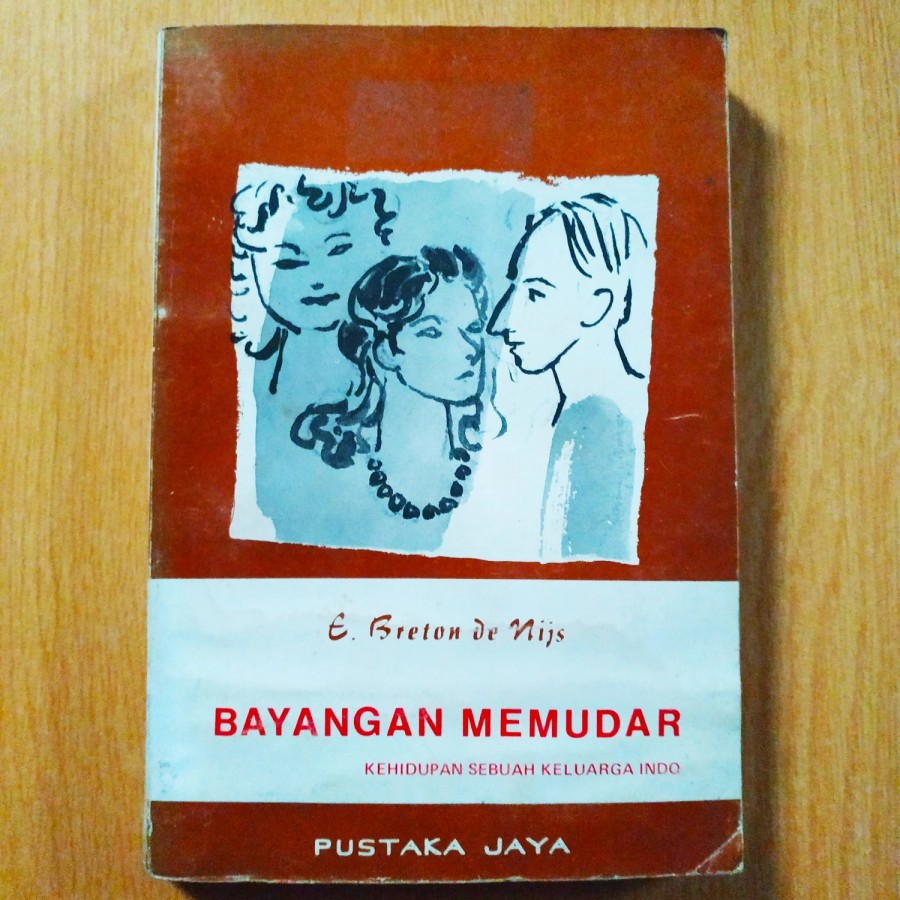 E. Breton de Nijs
BAYANGAN MEMUDAR
KEHIDUPAN SEBUAH KELUARGA INDO
PUSTAKA JAYA